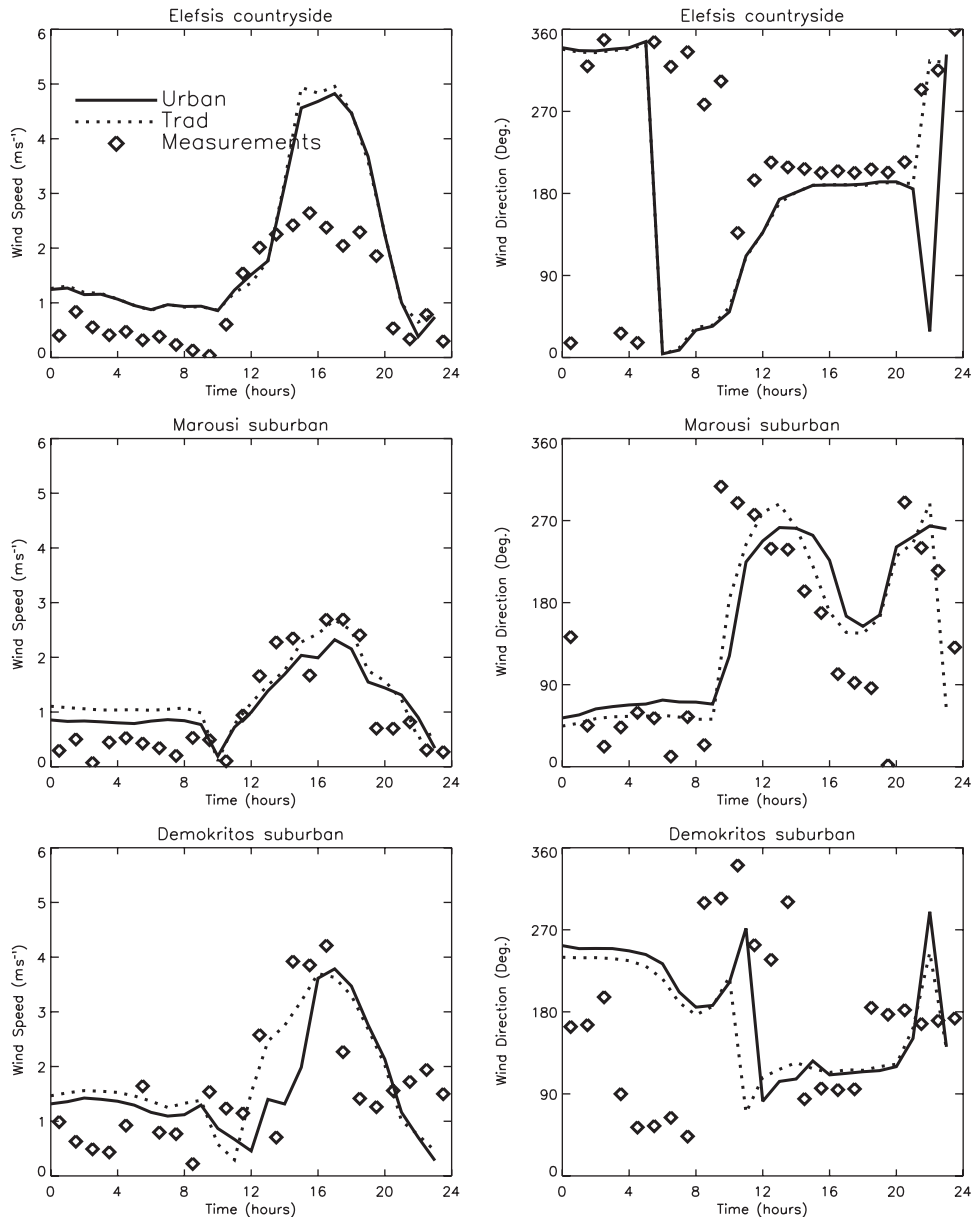 Elefsis countryside
6
5
4
3
2
1
0
Wind Speed (ms⁻¹)
Urban
Trad
Measurements
0 4 8 12 16 20 24
Time (hours)
Elefsis countryside
360
270
180
90
0
Wind Direction (Deg.)
0 4 8 12 16 20 24
Time (hours)
Marousi suburban
6
5
4
3
2
1
0
Wind Speed (ms⁻¹)
0 4 8 12 16 20 24
Time (hours)
Marousi suburban
360
270
180
90
0
Wind Direction (Deg.)
0 4 8 12 16 20 24
Time (hours)
Demokritos suburban
6
5
4
3
2
1
0
Wind Speed (ms⁻¹)
0 4 8 12 16 20 24
Time (hours)
Demokritos suburban
360
270
180
90
0
Wind Direction (Deg.)
0 4 8 12 16 20 24
Time (hours)